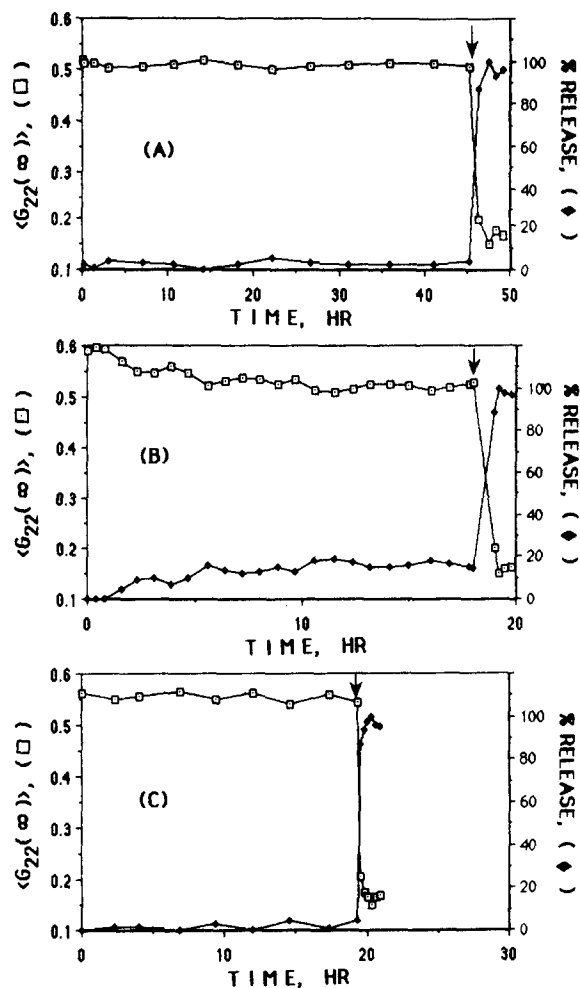 0.6
0.5
0.4
0.3
0.2
0.1
<G22(∞)>, (□)
(A)
100
80
60
40
20
0
% RELEASE, (◆)
0 10 20 30 40 50
TIME, HR
0.6
0.5
0.4
0.3
0.2
0.1
<G22(∞)>, (□)
(B)
100
80
60
40
20
0
% RELEASE, (◆)
0 10 20
TIME, HR
0.6
0.5
0.4
0.3
0.2
0.1
<G22(∞)>, (□)
(C)
100
80
60
40
20
0
% RELEASE, (◆)
0 10 20 30
TIME, HR